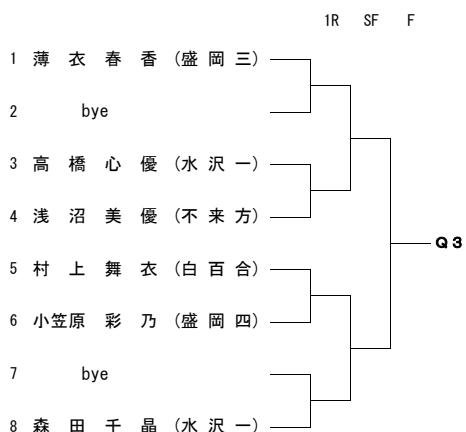 1R SF F
1 薄 衣 春 香 (盛 岡 三)
2 bye
3 高 橋 心 優 (水 沢 一)
4 浅 沼 美 優 (不 来 方)
Q3
5 村 上 舞 衣 (白 百 合)
6 小笠原 彩 乃 (盛 岡 四)
7 bye
8 森 田 千 晶 (水 沢 一)